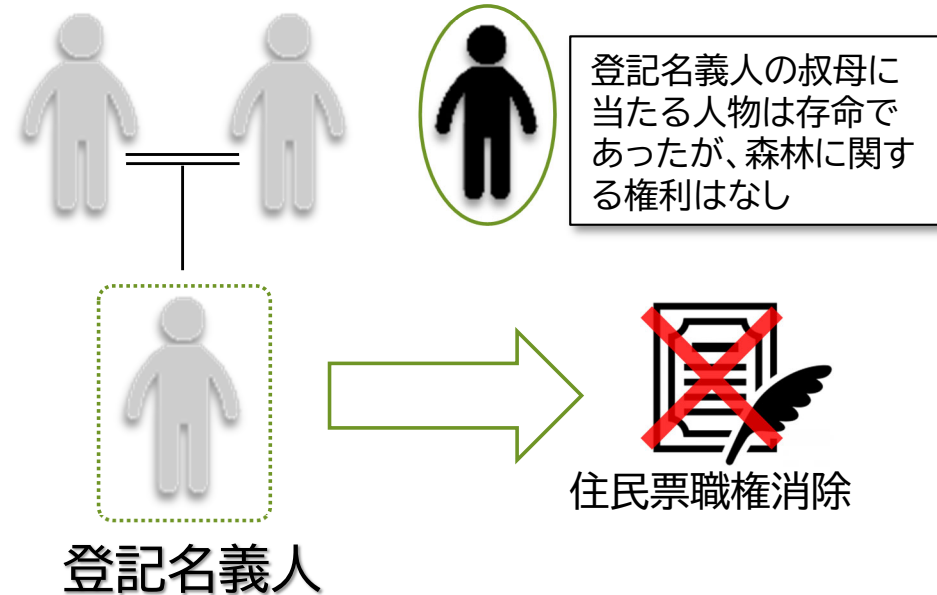 登記名義人の叔母に
当たる人物は存命で
あったが、森林に関す
る権利はなし
住民票職権消除
登記名義人